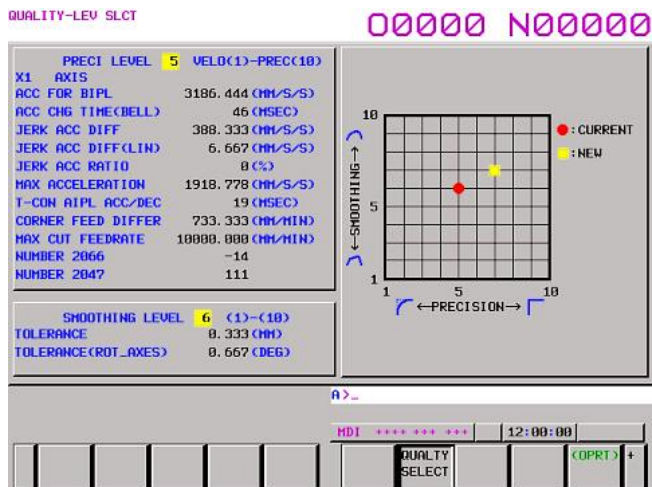 QUALITY-LEV SLCT
O0000 N00000
PRECI LEVEL 5 VELO(1)-PREC(10)
X1 AXIS
ACC FOR BIPL 3186.444(MM/S/S)
ACC CHG TIME(BELL) 46(MSEC)
JERK ACC DIFF 388.333(MM/S/S)
JERK ACC DIFF(LIN) 6.667(MM/S/S)
JERK ACC RATIO 0(%)
MAX ACCELERATION 1918.778(MM/S/S)
T-CON AIPL ACC/DEC 19(MSEC)
CORNER FEED DIFFER 733.333(MM/MIN)
MAX CUT FEEDRATE 10000.000(MM/MIN)
NUMBER 2066 -14
NUMBER 2047 111
SMOOTHING LEVEL 6 (1)-(10)
TOLERANCE 0.333(MM)
TOLERANCE(ROT_AXES) 0.667(DEG)
10
5
1
←SMOOTHING→
1 5 10
←PRECISION→
:CURRENT
:NEW
A>_
MDI ++++ +++ +++ 12:00:00
QUALTY
SELECT
(OPRT) +